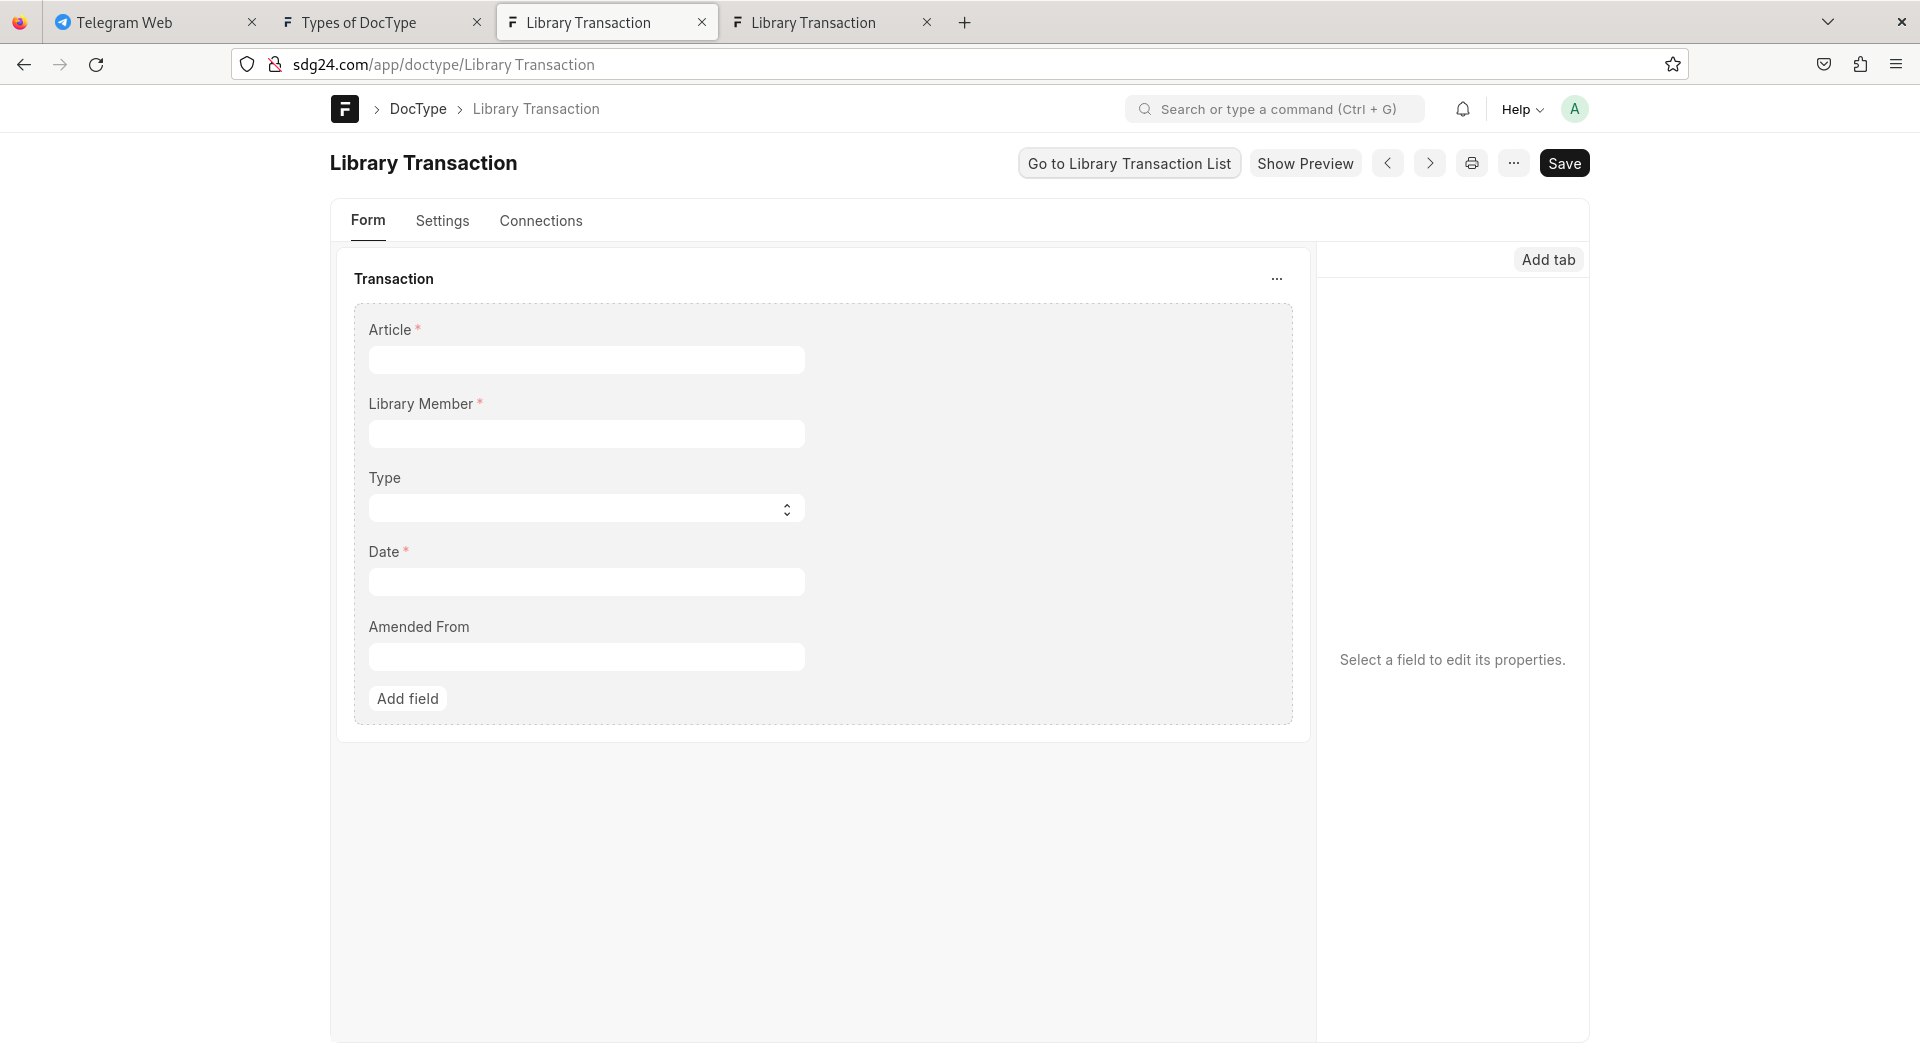 Telegram Web
Types of DocType
Library Transaction
Library Transaction
sdg24.com/app/doctype/Library Transaction
DocType
Library Transaction
Search or type a command (Ctrl + G)
Help
A
Library Transaction
Go to Library Transaction List
Show Preview
Save
Form
Settings
Connections
Add tab
Transaction
Article *
Library Member *
Type
Date *
Amended From
Add field
Select a field to edit its properties.